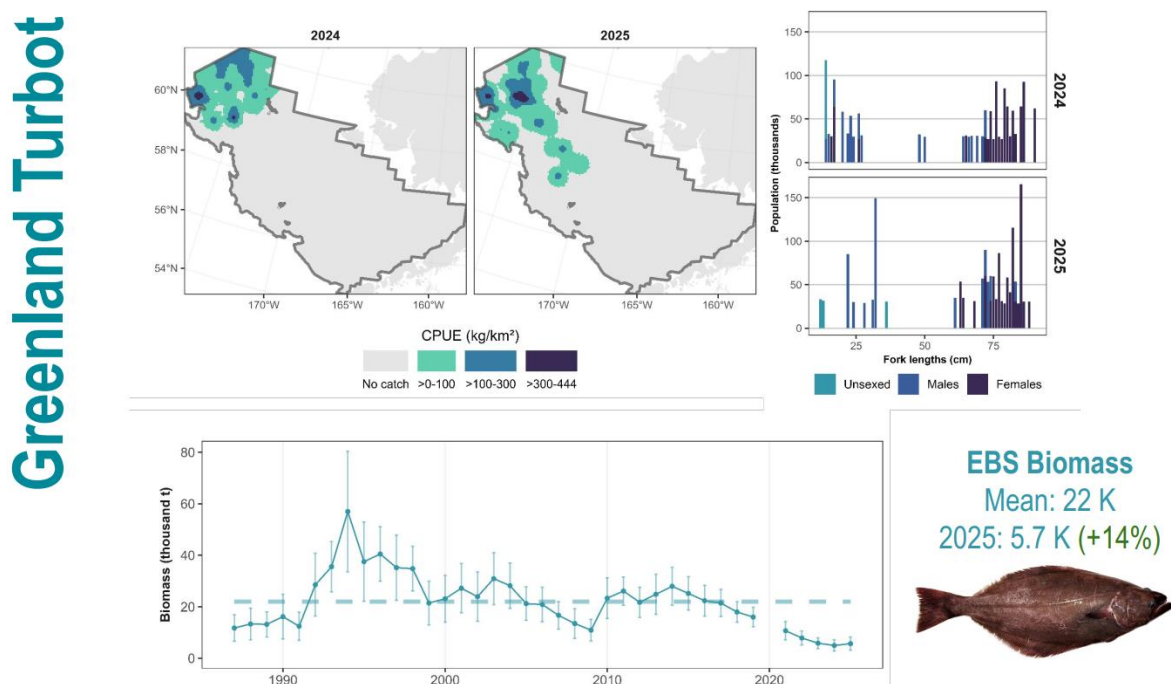 Greenland Turbot
2024
2025
60°N
58°N
56°N
54°N
170°W
165°W
160°W
170°W
165°W
160°W
CPUE (kg/km²)
No catch
>0-100
>100-300
>300-444
Population (thousands)
150
100
50
0
2024
150
100
50
0
2025
25
50
75
Fork lengths (cm)
Unsexed
Males
Females
Biomass (thousand t)
80
60
40
20
0
1990
2000
2010
2020
EBS Biomass
Mean: 22 K
2025: 5.7 K (+14%)